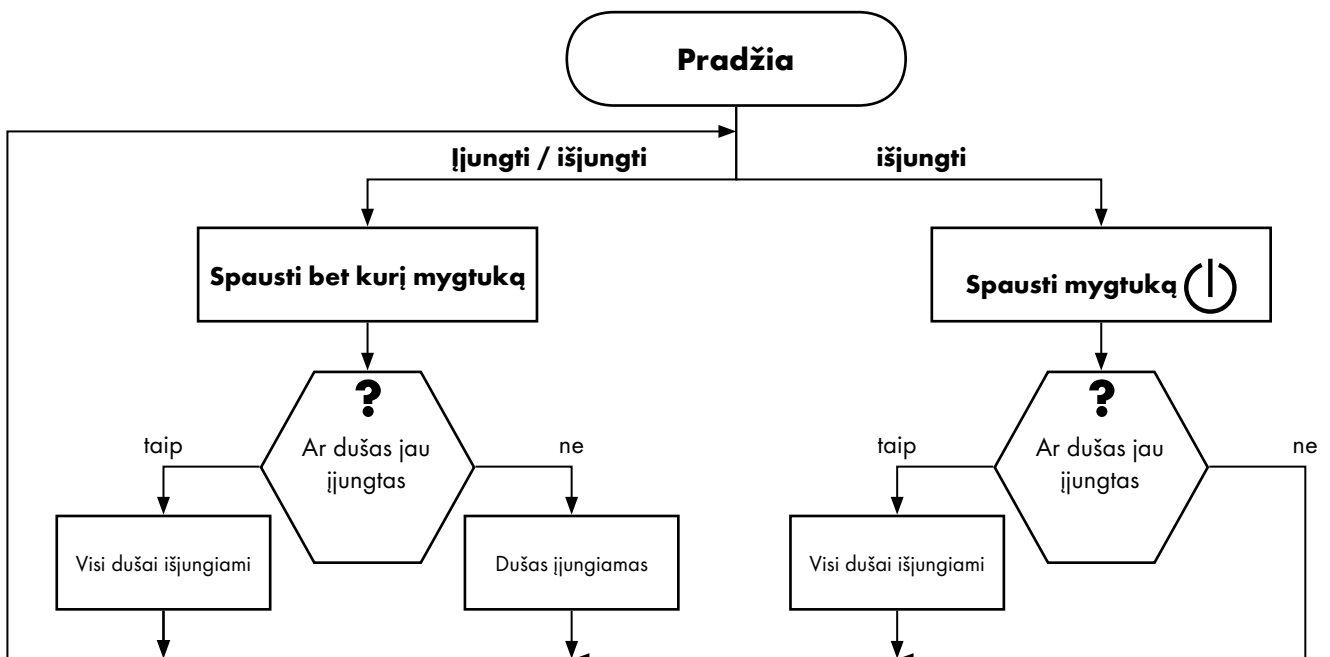 Pradžia
Įjungti / išjungti
išjungti
Spausti bet kurį mygtuką
Spausti mygtuką
?
Ar dušas jau
įjungtas
taip
ne
?
Ar dušas jau
įjungtas
taip
ne
Visi dušai išjungiami
Dušas įjungiamas
Visi dušai išjungiami